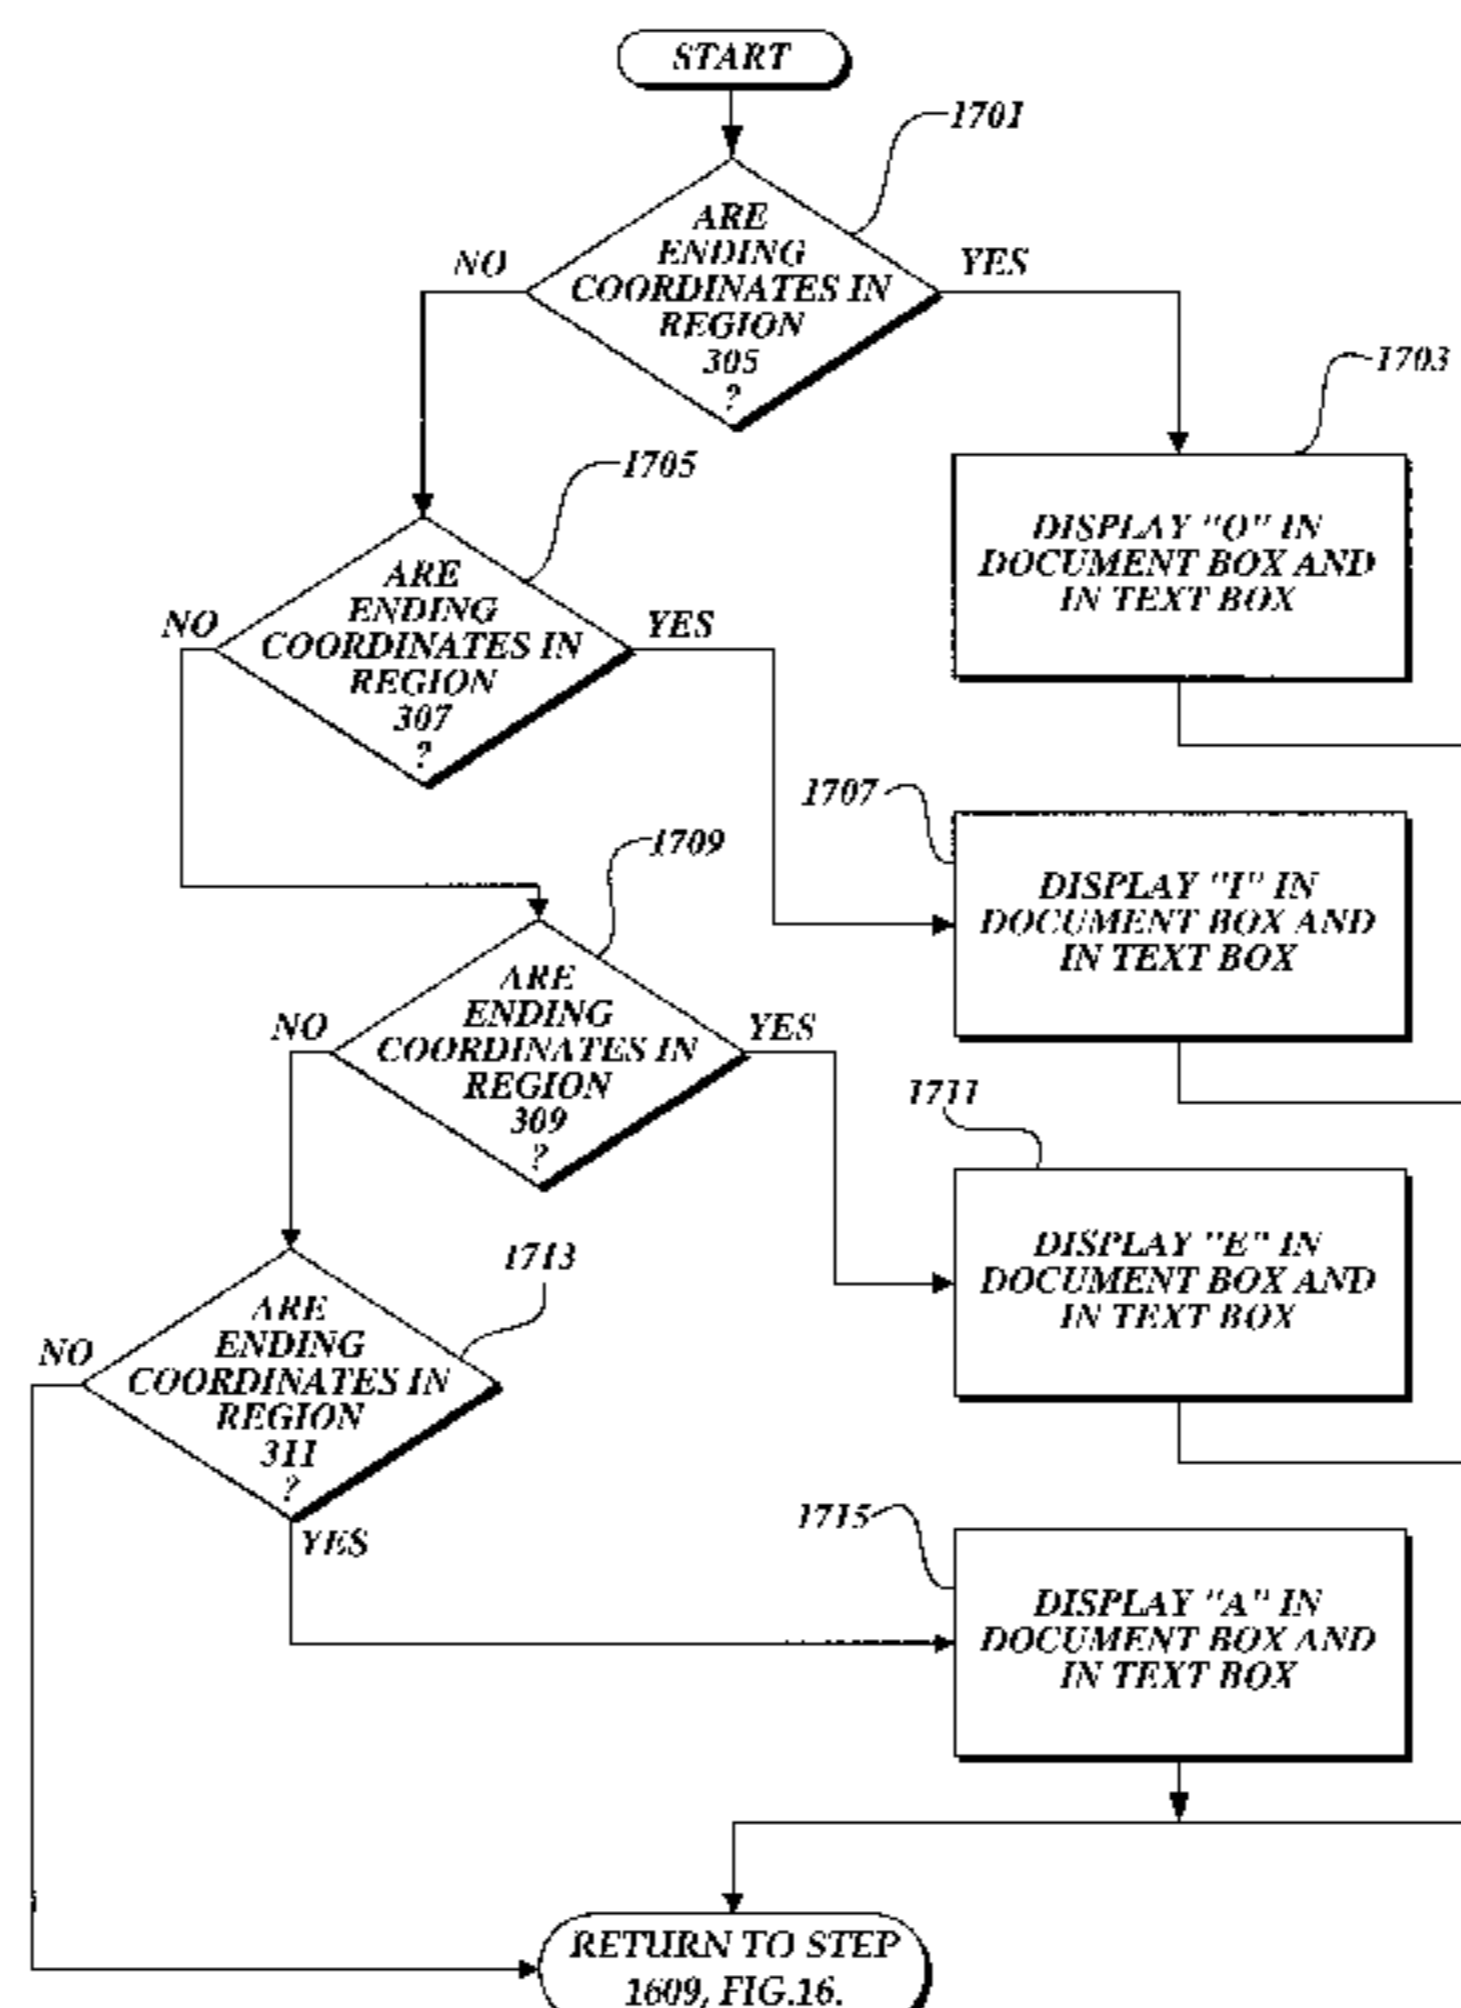 START
1701
ARE
ENDING
COORDINATES IN
REGION
305
?
NO
YES
1703
DISPLAY "O" IN
DOCUMENT BOX AND
IN TEXT BOX
1705
ARE
ENDING
COORDINATES IN
REGION
307
?
NO
YES
1707
DISPLAY "I" IN
DOCUMENT BOX AND
IN TEXT BOX
1709
ARE
ENDING
COORDINATES IN
REGION
309
?
NO
YES
1711
DISPLAY "E" IN
DOCUMENT BOX AND
IN TEXT BOX
1713
ARE
ENDING
COORDINATES IN
REGION
311
?
NO
YES
1715
DISPLAY "A" IN
DOCUMENT BOX AND
IN TEXT BOX
RETURN TO STEP
1609, FIG.16.